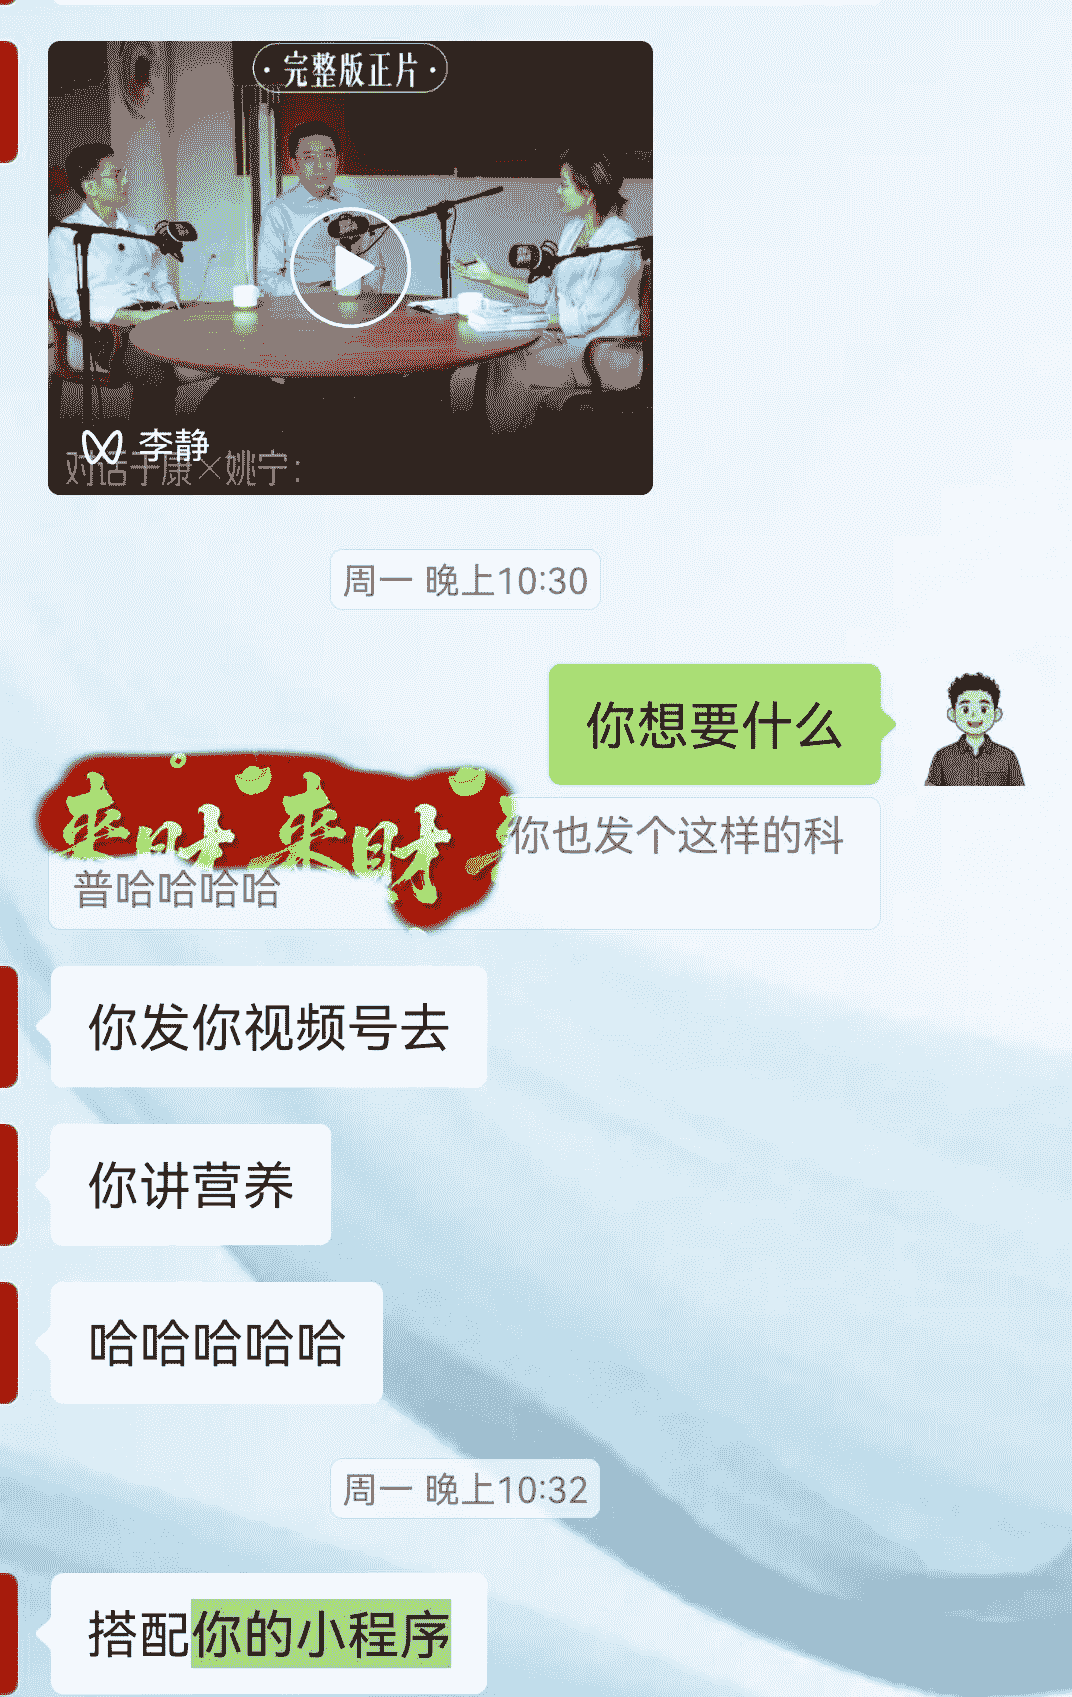 ·完整版正片·
李静
对话于康×姚宁：
周一 晚上10:30
你想要什么
来财 来财
你也发个这样的科
普哈哈哈哈
你发你视频号去
你讲营养
哈哈哈哈哈
周一 晚上10:32
搭配你的小程序